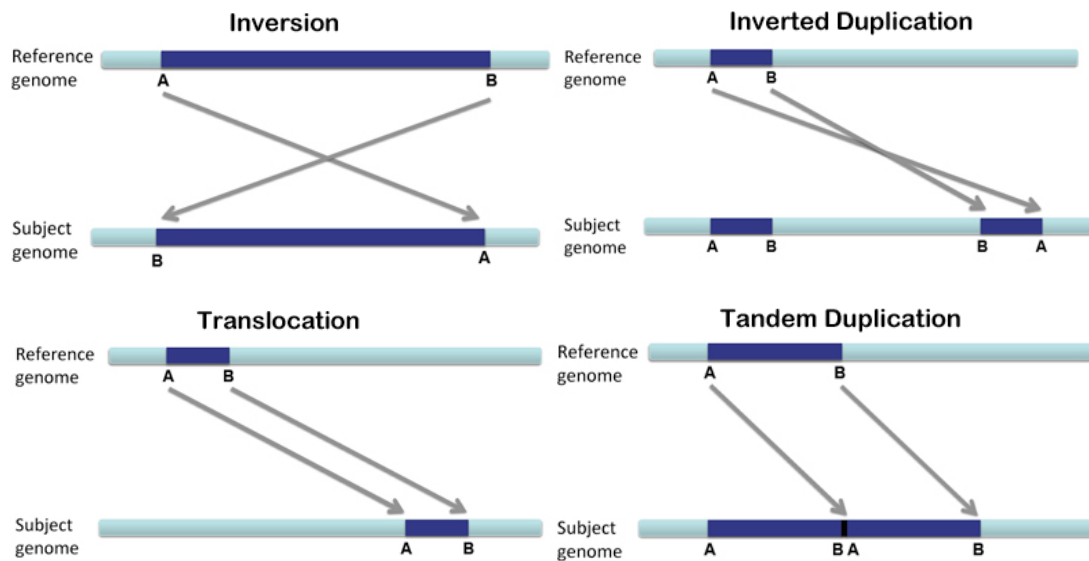 Inversion
Reference
genome
A B
Subject
genome
B A
Inverted Duplication
Reference
genome
A B
Subject
genome
A B B A
Translocation
Reference
genome
A B
Subject
genome
A B
Tandem Duplication
Reference
genome
A B
Subject
genome
A B A B